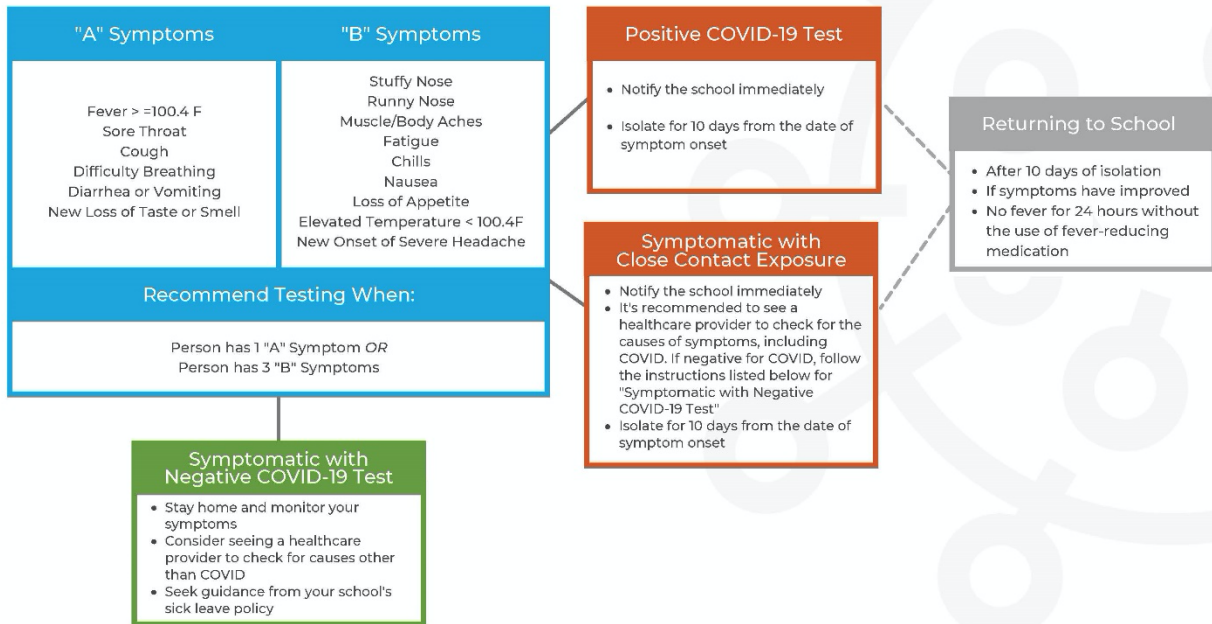 "A" Symptoms
Fever > =100.4 F
Sore Throat
Cough
Difficulty Breathing
Diarrhea or Vomiting
New Loss of Taste or Smell
"B" Symptoms
Stuffy Nose
Runny Nose
Muscle/Body Aches
Fatigue
Chills
Nausea
Loss of Appetite
Elevated Temperature < 100.4F
New Onset of Severe Headache
Recommend Testing When:
Person has 1 "A" Symptom OR
Person has 3 "B" Symptoms
Positive COVID-19 Test
• Notify the school immediately
• Isolate for 10 days from the date of
symptom onset
Symptomatic with
Close Contact Exposure
• Notify the school immediately
• It's recommended to see a
healthcare provider to check for the
causes of symptoms, including
COVID. If negative for COVID, follow
the instructions listed below for
"Symptomatic with Negative
COVID-19 Test"
• Isolate for 10 days from the date of
symptom onset
Returning to School
• After 10 days of isolation
• If symptoms have improved
• No fever for 24 hours without
the use of fever-reducing
medication
Symptomatic with
Negative COVID-19 Test
• Stay home and monitor your
symptoms
• Consider seeing a healthcare
provider to check for causes other
than COVID
• Seek guidance from your school's
sick leave policy